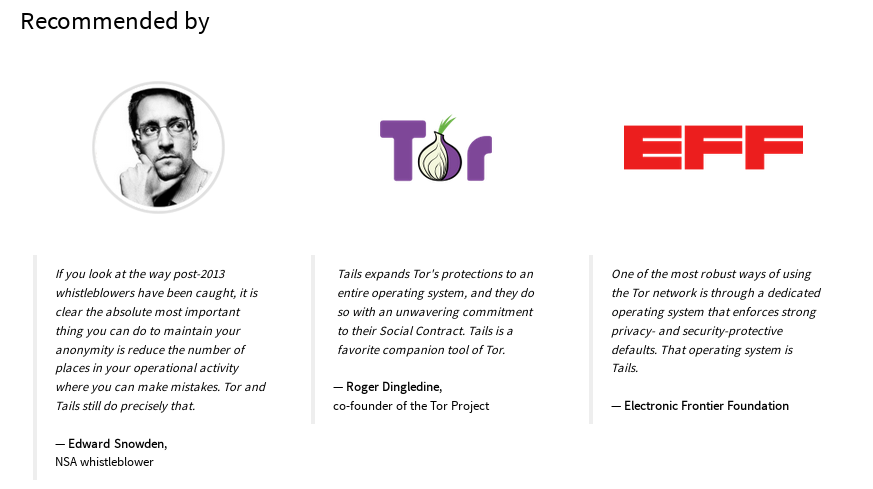 Recommended by
Tor
EFF
If you look at the way post-2013
whistleblowers have been caught, it is
clear the absolute most important
thing you can do to maintain your
anonymity is reduce the number of
places in your operational activity
where you can make mistakes. Tor and
Tails still do precisely that.
— Edward Snowden,
NSA whistleblower
Tails expands Tor's protections to an
entire operating system, and they do
so with an unwavering commitment
to their Social Contract. Tails is a
favorite companion tool of Tor.
— Roger Dingledine,
co-founder of the Tor Project
One of the most robust ways of using
the Tor network is through a dedicated
operating system that enforces strong
privacy- and security-protective
defaults. That operating system is
Tails.
— Electronic Frontier Foundation